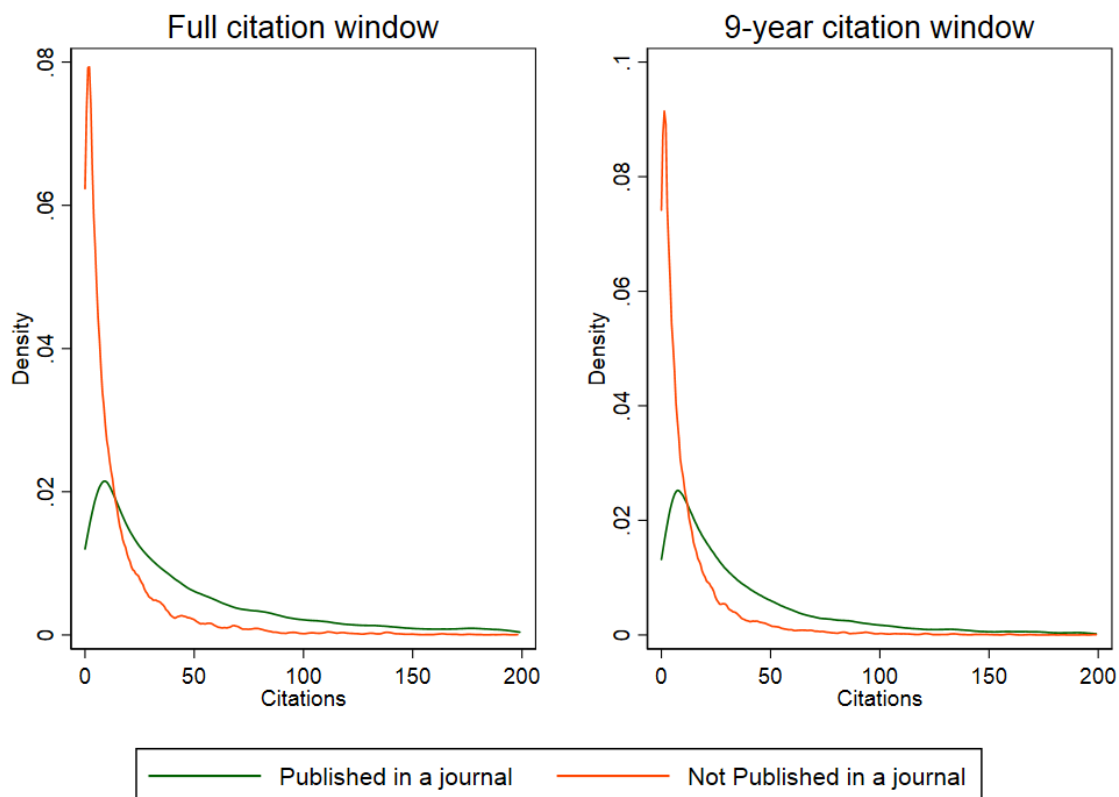 Full citation window
9-year citation window
.08
.06
.04
.02
0
Density
0
50
100
150
200
Citations
.1
.08
.06
.04
.02
0
Density
0
50
100
150
200
Citations
Published in a journal
Not Published in a journal